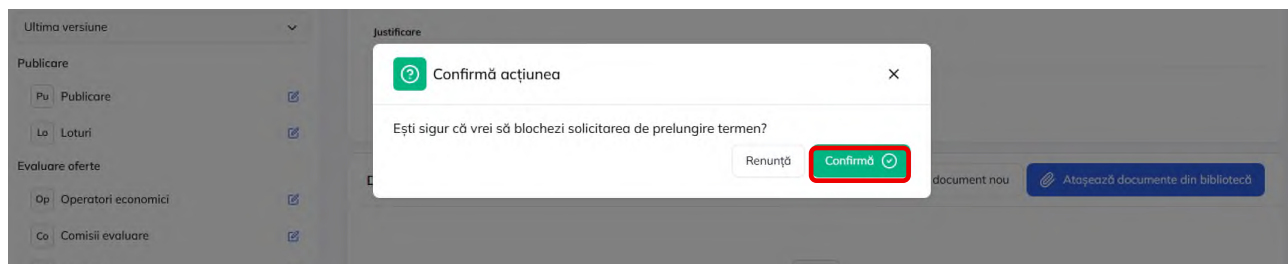 Ultima versiune
Publicare
Pu Publicare
Lo Loturi
Evaluare oferte
Op Operatori economici
Co Comisii evaluare
Justificare
Confirmă acțiunea
Ești sigur că vrei să blochezi solicitarea de prelungire termen?
Renunță
Confirmă
D
document nou
Atașează documente din bibliotecă